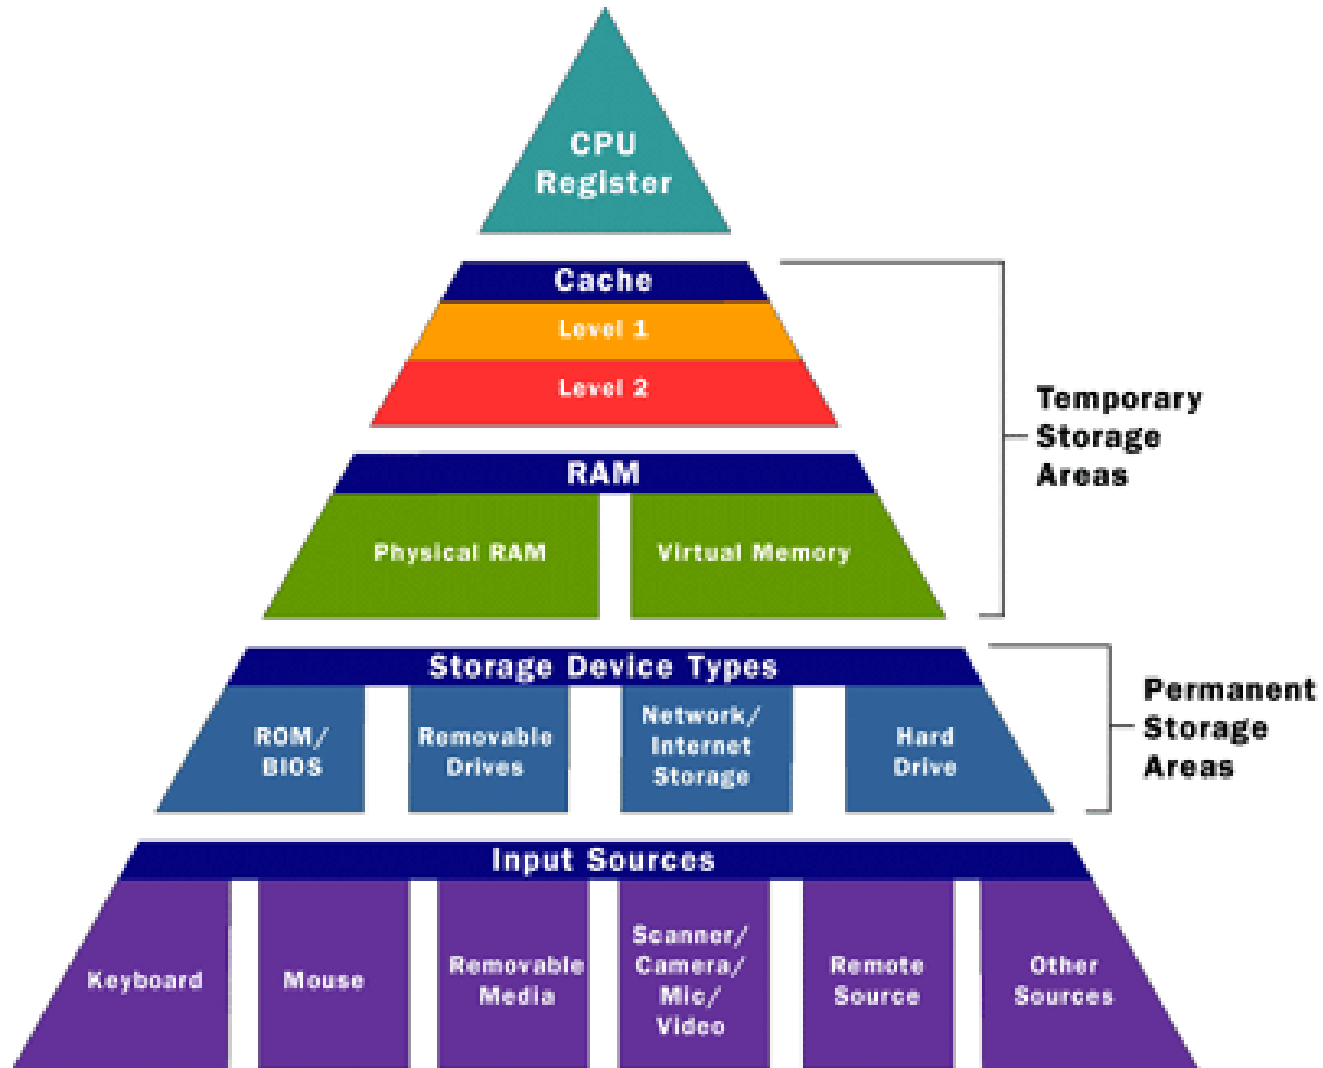 CPU
Register
Cache
Level 1
Level 2
Temporary
Storage
Areas
RAM
Physical RAM
Virtual Memory
Storage Device Types
ROM/
BIOS
Removable
Drives
Network/
Internet
Storage
Hard
Drive
Permanent
Storage
Areas
Input Sources
Keyboard
Mouse
Removable
Media
Scanner/
Camera/
Mic/
Video
Remote
Source
Other
Sources